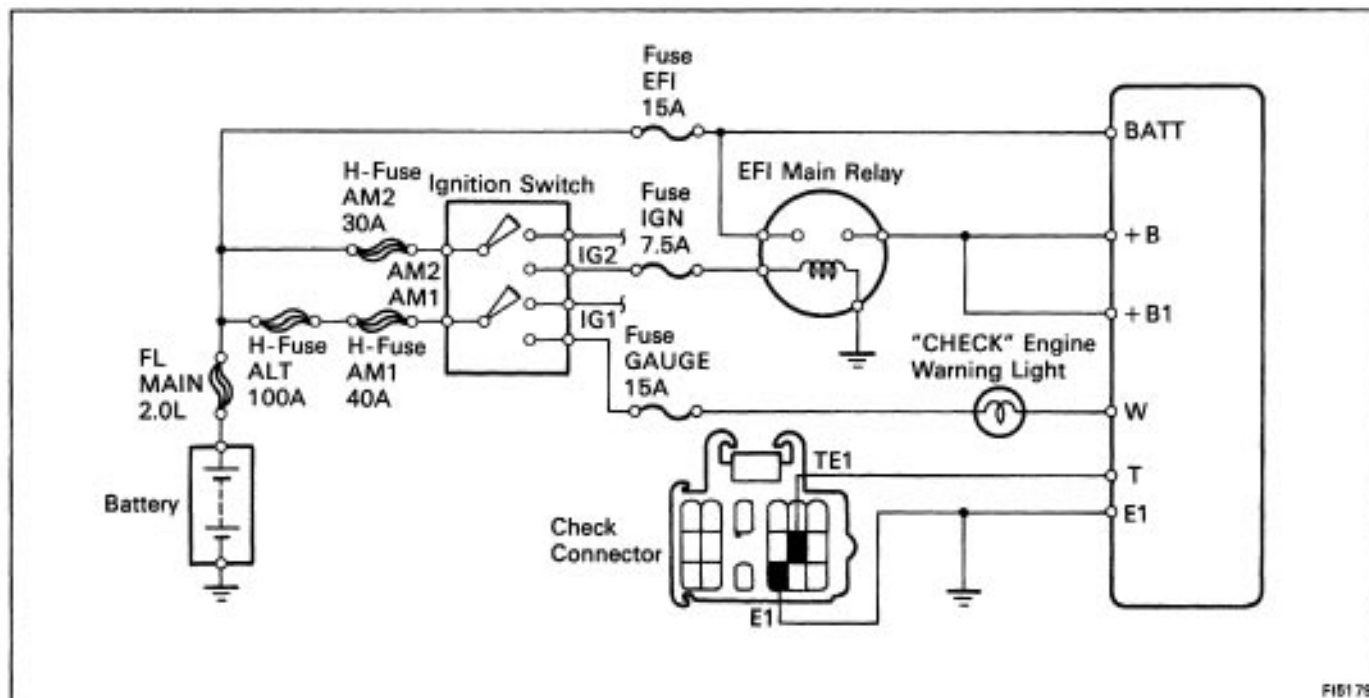 Fuse
EFI
15A
BATT
H-Fuse
AM2
30A
Ignition Switch
Fuse
IGN
7.5A
EFI Main Relay
+B
IG2
AM2
AM1
IG1
+B1
FL
MAIN
2.0L
H-Fuse
ALT
100A
H-Fuse
AM1
40A
Fuse
GAUGE
15A
"CHECK" Engine
Warning Light
W
TE1
T
Battery
Check
Connector
E1
E1